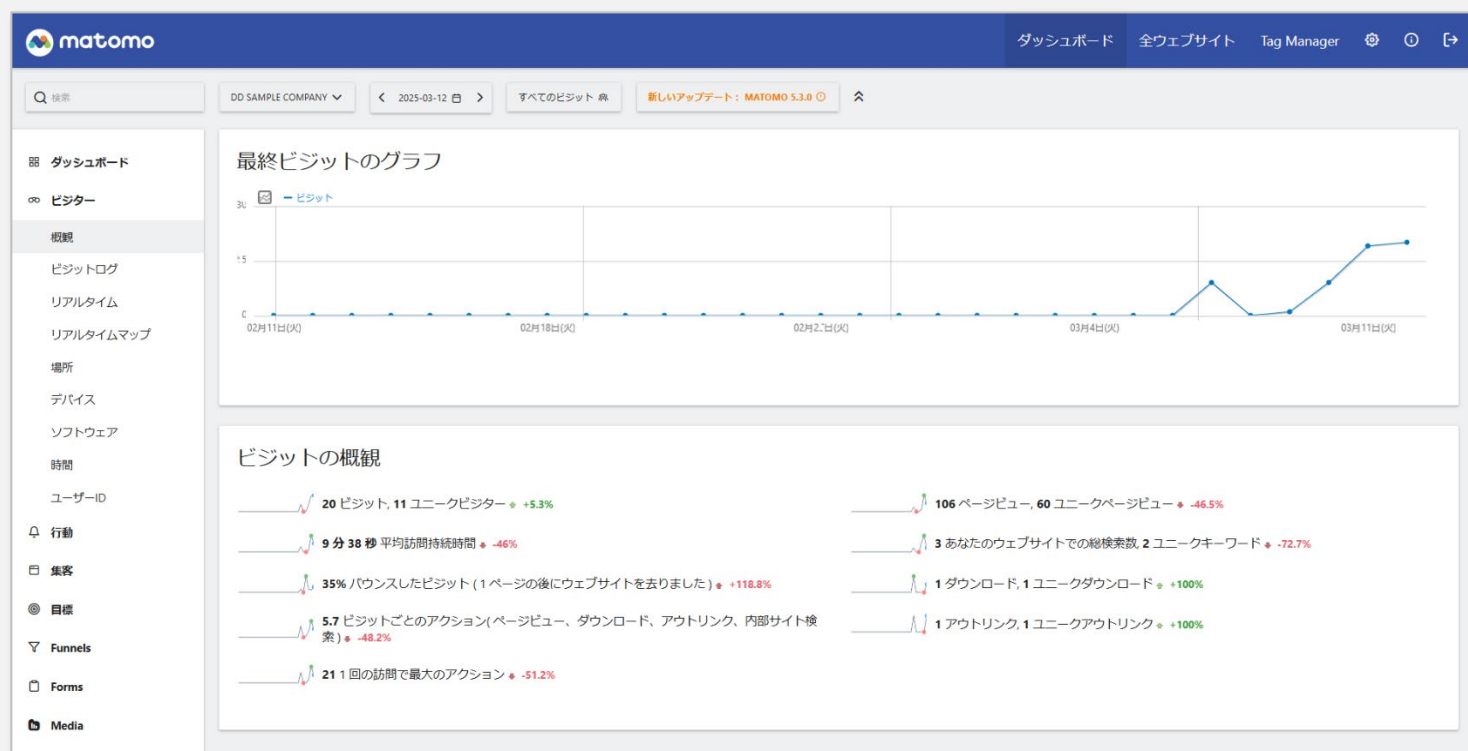 matomo
ダッシュボード 全ウェブサイト Tag Manager
検索
DD SAMPLE COMPANY
2025-03-12
すべてのビジット
新しいアップデート： MATOMO 5.3.0
ダッシュボード
ビジター
概観
ビジットログ
リアルタイム
リアルタイムマップ
場所
デバイス
ソフトウェア
時間
ユーザーID
行動
集客
目標
Funnels
Forms
Media
最終ビジットのグラフ
ビジット
0
02月11日(火) 02月18日(火) 03月4日(火) 03月11日(火)
ビジットの概観
20 ビジット, 11 ユニークビジター +5.3%
9 分 38 秒 平均訪問持続時間 -46%
35% バウンスしたビジット ( 1 ページの後にウェブサイトを去りました ) +118.8%
5.7 ビジットごとのアクション( ページビュー、ダウンロード、アウトリンク、内部サイト検
索 ) -48.2%
21 1 回の訪問で最大のアクション -51.2%
106 ページビュー, 60 ユニークページビュー -46.5%
3 あなたのウェブサイトでの総検索数, 2 ユニークキーワード -72.7%
1 ダウンロード, 1 ユニークダウンロード +100%
1 アウトリンク, 1 ユニークアウトリンク +100%